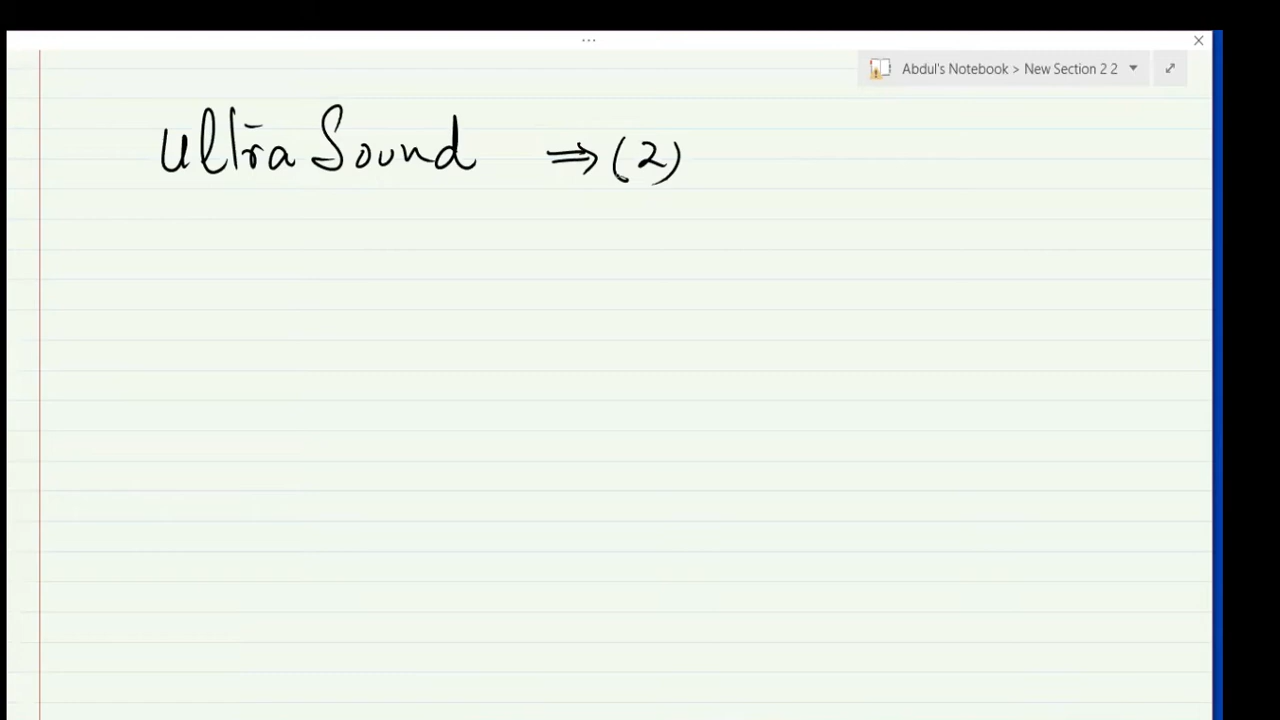 ...
Abdul's Notebook > New Section 2 2
Ultra Sound ⇒ (2)